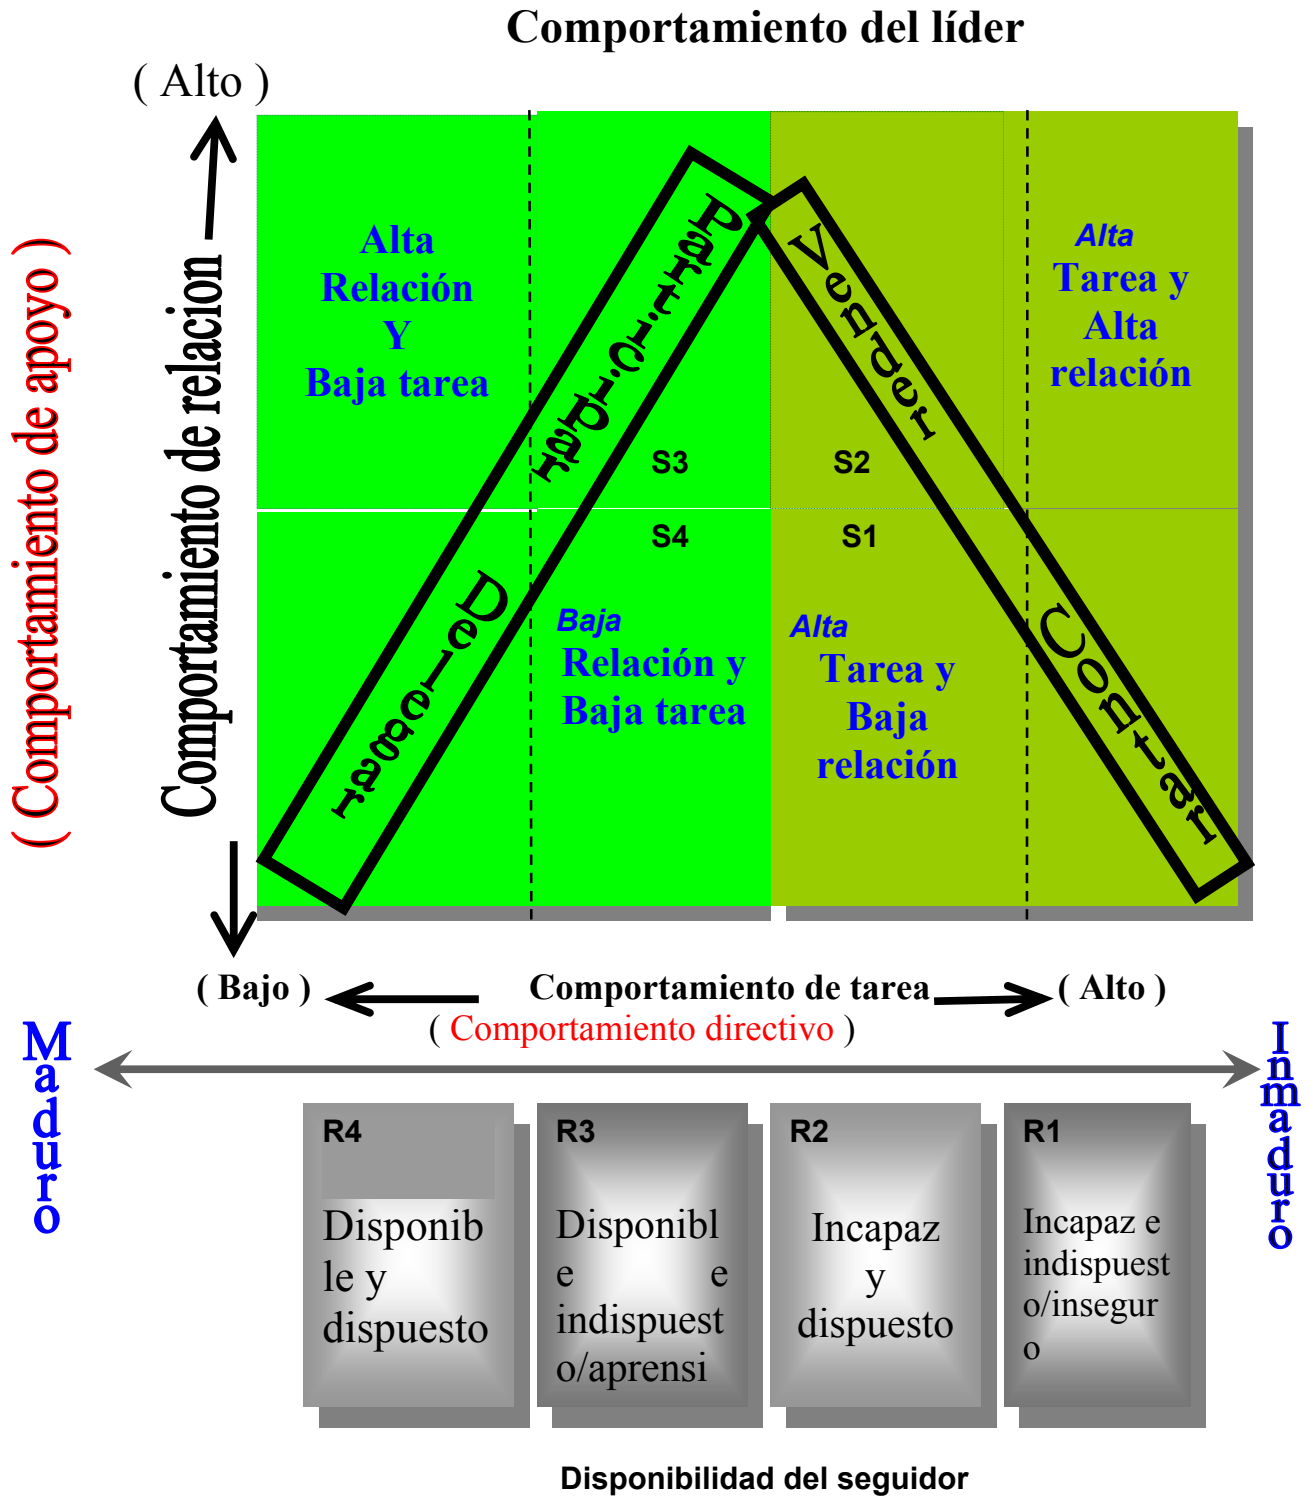 Comportamiento del líder
( Alto )
( Comportamiento de apoyo )
Comportamiento de relacion
Alta
Relación
Y
Baja tarea
Participar
Vender
Alta
Tarea y
Alta
relación
S3
S2
S4
S1
Delegar
Baja
Relación y
Baja tarea
Alta
Tarea y
Baja
relación
Contar
( Bajo )
Comportamiento de tarea
( Alto )
( Comportamiento directivo )
Maduro
Inmaduro
R4
Disponib
le y
dispuesto
R3
Disponibl
e e
indispuest
o/aprensi
R2
Incapaz
y
dispuesto
R1
Incapaz e
indispuest
o/insegur
o
Disponibilidad del seguidor